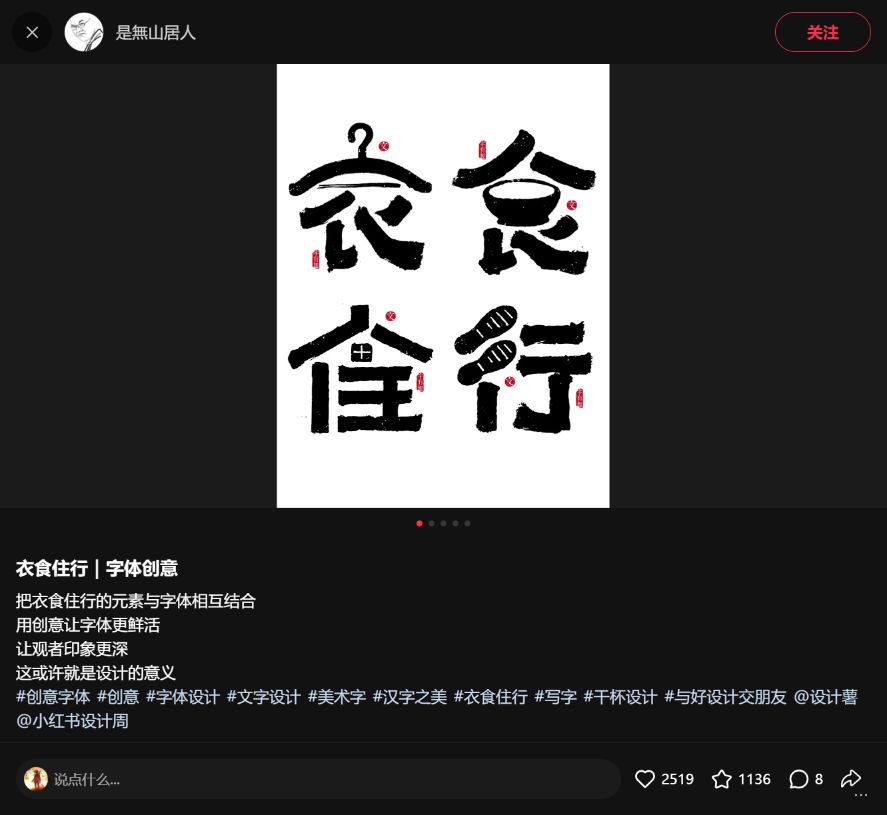 是無山居人
关注
衣食
住行
衣食住行 | 字体创意
把衣食住行的元素与字体相互结合
用创意让字体更鲜活
让观者印象更深
这或许就是设计的意义
#创意字体 #创意 #字体设计 #文字设计 #美术字 #汉字之美 #衣食住行 #写字 #干杯设计 #与好设计交朋友 @设计薯
@小红书设计周
说点什么...
2519
1136
8